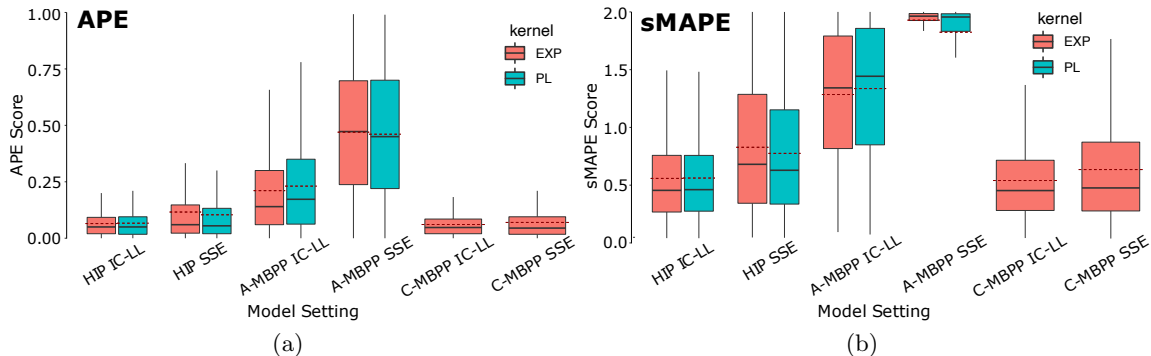 APE
kernel
EXP
PL
1.00
0.75
0.50
0.25
0.00
APE Score
HIP IC-LL
HIP SSE
A-MBPP IC-LL
A-MBPP SSE
C-MBPP IC-LL
C-MBPP SSE
Model Setting
(a)
sMAPE
kernel
EXP
PL
2.0
1.5
1.0
0.5
0.0
sMAPE Score
HIP IC-LL
HIP SSE
A-MBPP IC-LL
A-MBPP SSE
C-MBPP IC-LL
C-MBPP SSE
Model Setting
(b)